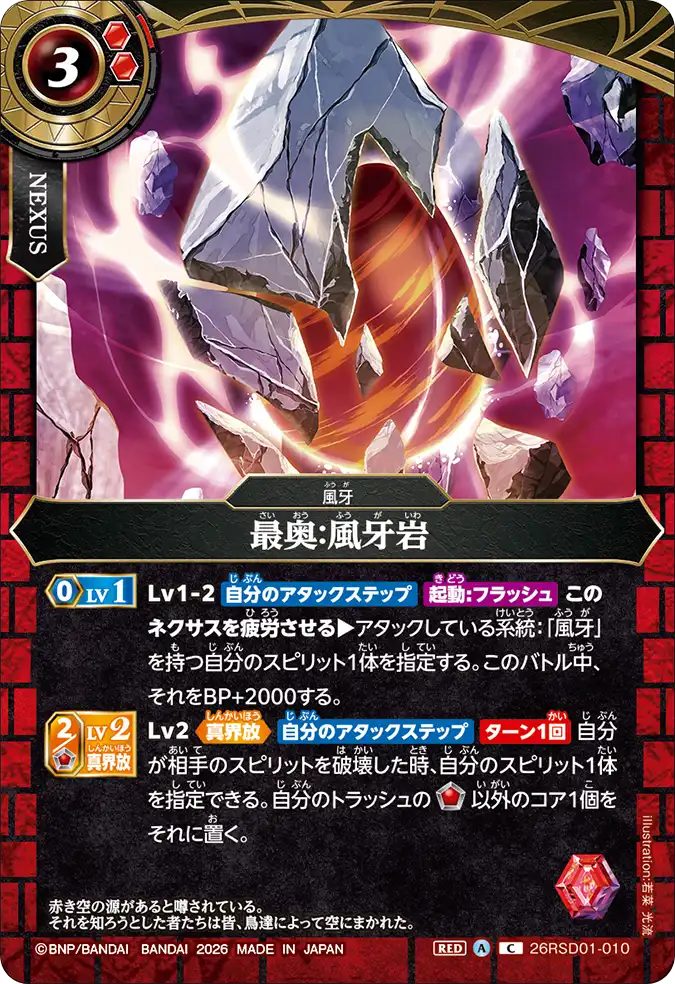 3
NEXUS
風牙
最奥:風牙岩
0 LV1 Lv1-2 自分のアタックステップ 起動:フラッシュ この
ネクサスを疲労させる▶アタックしている系統:「風牙」
を持つ自分のスピリット1体を指定する。このバトル中、
それをBP+2000する。
2 LV2 真界放 Lv2 真界放 自分のアタックステップ ターン1回 自分
が相手のスピリットを破壊した時、自分のスピリット1体
を指定できる。自分のトラッシュの 以外のコア1個を
それに置く。
赤き空の源があると噂されている。
それを知ろうとした者たちは皆、鳥達によって空にまかれた。
illustration:若菜 光流
©BNP/BANDAI BANDAI 2026 MADE IN JAPAN RED A C 26RSD01-010